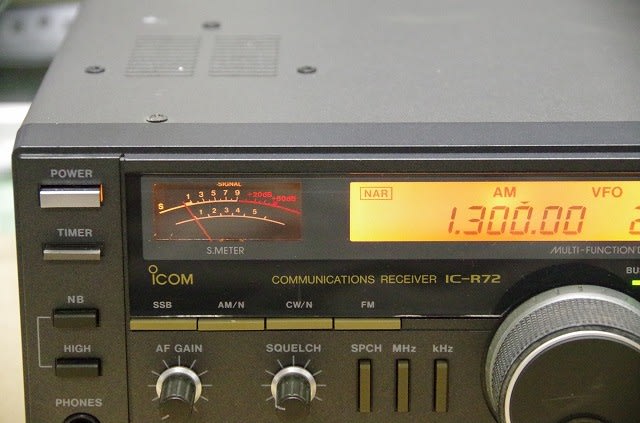 POWER
TIMER
NB
HIGH
PHONES
SIGNAL
S 1 3 5 7 9 +20dB +60dB
1 2 3 4 5
S.METER
NAR AM VFO
1.300.00 2
MULTI-FUNCTION
ICOM COMMUNICATIONS RECEIVER IC-R72
BUS
SSB AM/N CW/N FM
AF GAIN SQUELCH SPCH MHz kHz